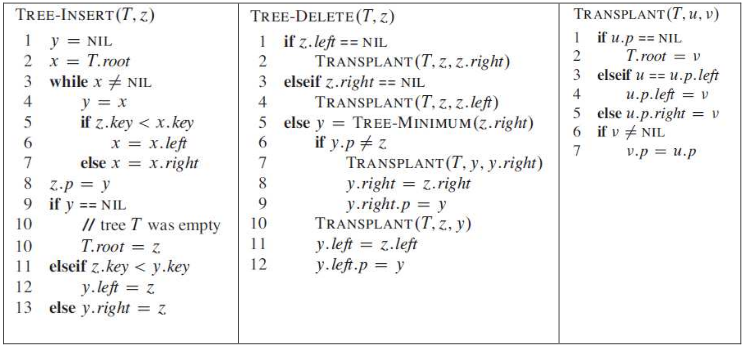 TREE-INSERT(T, z)
1 y = NIL
2 x = T.root
3 while x ≠ NIL
4 y = x
5 if z.key < x.key
6 x = x.left
7 else x = x.right
8 z.p = y
9 if y == NIL
10 // tree T was empty
10 T.root = z
11 elseif z.key < y.key
12 y.left = z
13 else y.right = z
TREE-DELETE(T, z)
1 if z.left == NIL
2 TRANSPLANT(T, z, z.right)
3 elseif z.right == NIL
4 TRANSPLANT(T, z, z.left)
5 else y = TREE-MINIMUM(z.right)
6 if y.p ≠ z
7 TRANSPLANT(T, y, y.right)
8 y.right = z.right
9 y.right.p = y
10 TRANSPLANT(T, z, y)
11 y.left = z.left
12 y.left.p = y
TRANSPLANT(T, u, v)
1 if u.p == NIL
2 T.root = v
3 elseif u == u.p.left
4 u.p.left = v
5 else u.p.right = v
6 if v ≠ NIL
7 v.p = u.p